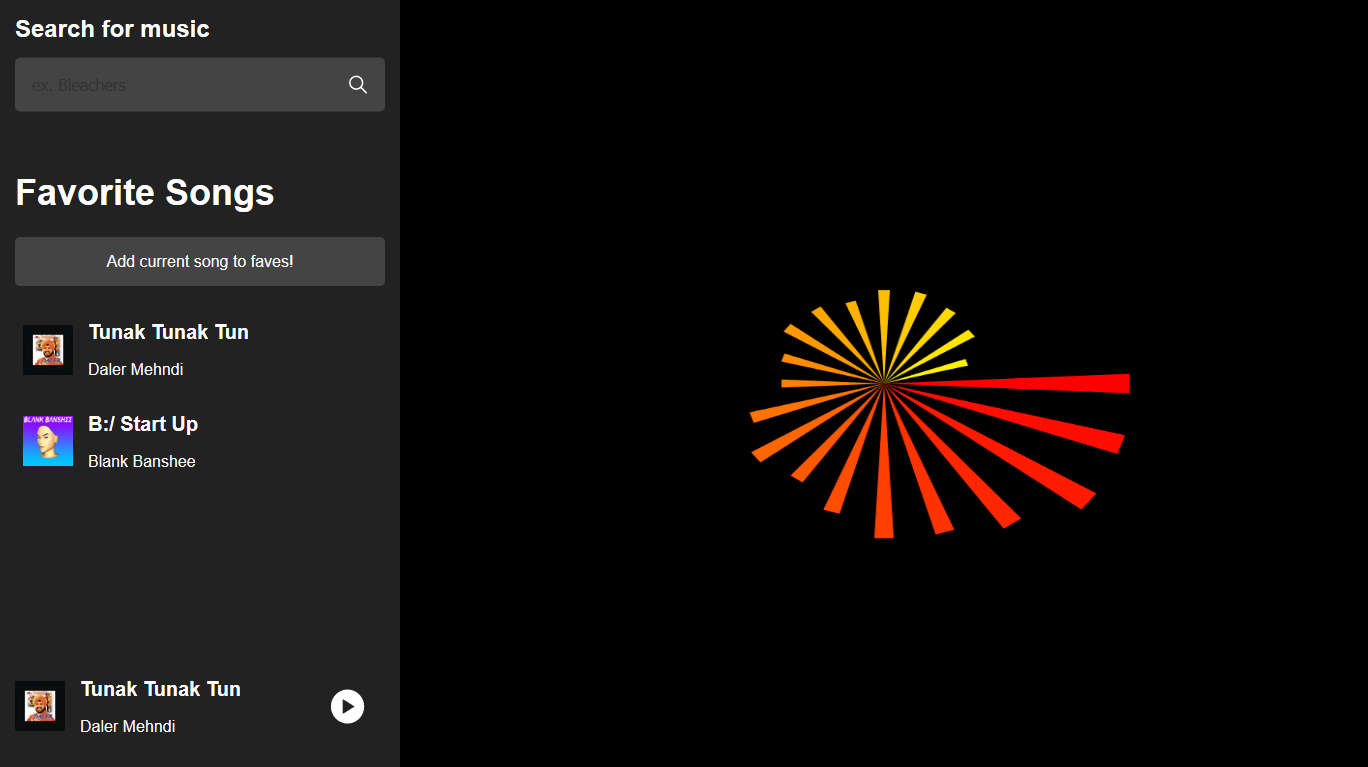 Search for music
ex. Bleachers
Favorite Songs
Add current song to faves!
Tunak Tunak Tun
Daler Mehndi
BLANK BANSHEE
B:/ Start Up
Blank Banshee
Tunak Tunak Tun
Daler Mehndi